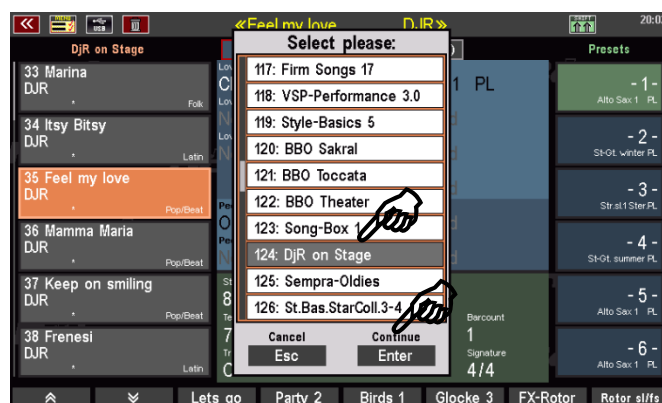 MENU
USB
«Feel my love DJR»
SHIFT
20:0
DjR on Stage
Select please:
Presets
33 Marina
DJR
*
Folk
34 Itsy Bitsy
DJR
*
Latin
35 Feel my love
DJR
*
Pop/Beat
36 Mamma Maria
DJR
*
Pop/Beat
37 Keep on smiling
DJR
*
Pop/Beat
38 Frenesi
DJR
*
Latin
117: Firm Songs 17
118: VSP-Performance 3.0
119: Style-Basics 5
120: BBO Sakral
121: BBO Toccata
122: BBO Theater
123: Song-Box 1
124: DjR on Stage
125: Sempra-Oldies
126: St.Bas.StarColl.3-4
Cancel
Esc
Continue
Enter
1 PL
Barcount
1
Signature
4/4
- 1 -
Alto Sax 1 PL
- 2 -
St-Gt. winter PL
- 3 -
Str.sl.1 Ster.PL
- 4 -
St-Gt. summer PL
- 5 -
Alto Sax 1 PL
- 6 -
Alto Sax 1 PL
Lets go
Party 2
Birds 1
Glocke 3
FX-Rotor
Rotor sl/fs